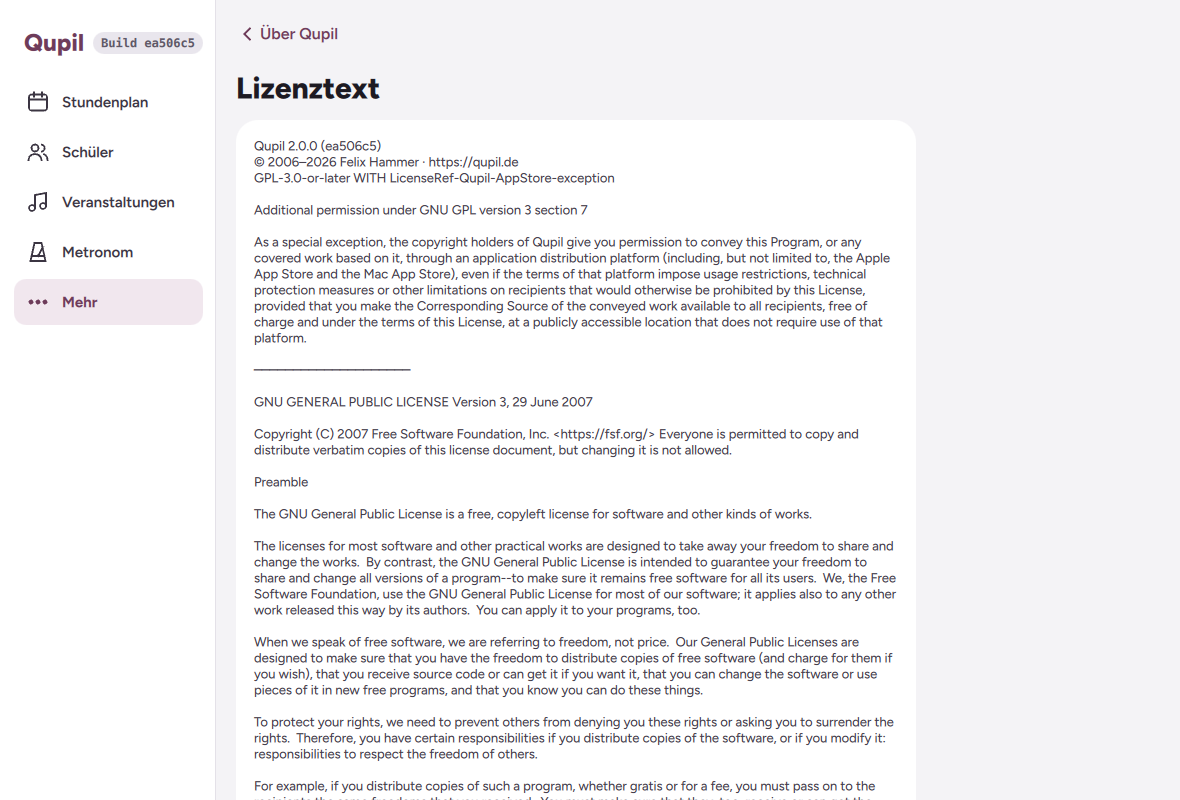 Qupil Build ea506c5
Stundenplan
Schüler
Veranstaltungen
Metronom
Mehr
Über Qupil
Lizenztext
Qupil 2.0.0 (ea506c5)
© 2006–2026 Felix Hammer · https://qupil.de
GPL-3.0-or-later WITH LicenseRef-Qupil-AppStore-exception
Additional permission under GNU GPL version 3 section 7
As a special exception, the copyright holders of Qupil give you permission to convey this Program, or any
covered work based on it, through an application distribution platform (including, but not limited to, the Apple
App Store and the Mac App Store), even if the terms of that platform impose usage restrictions, technical
protection measures or other limitations on recipients that would otherwise be prohibited by this License,
provided that you make the Corresponding Source of the conveyed work available to all recipients, free of
charge and under the terms of this License, at a publicly accessible location that does not require use of that
platform.
GNU GENERAL PUBLIC LICENSE Version 3, 29 June 2007
Copyright (C) 2007 Free Software Foundation, Inc. <https://fsf.org/> Everyone is permitted to copy and
distribute verbatim copies of this license document, but changing it is not allowed.
Preamble
The GNU General Public License is a free, copyleft license for software and other kinds of works.
The licenses for most software and other practical works are designed to take away your freedom to share and
change the works.  By contrast, the GNU General Public License is intended to guarantee your freedom to
share and change all versions of a program--to make sure it remains free software for all its users.  We, the Free
Software Foundation, use the GNU General Public License for most of our software; it applies also to any other
work released this way by its authors.  You can apply it to your programs, too.
When we speak of free software, we are referring to freedom, not price.  Our General Public Licenses are
designed to make sure that you have the freedom to distribute copies of free software (and charge for them if
you wish), that you receive source code or can get it if you want it, that you can change the software or use
pieces of it in new free programs, and that you know you can do these things.
To protect your rights, we need to prevent others from denying you these rights or asking you to surrender the
rights.  Therefore, you have certain responsibilities if you distribute copies of the software, or if you modify it:
responsibilities to respect the freedom of others.
For example, if you distribute copies of such a program, whether gratis or for a fee, you must pass on to the